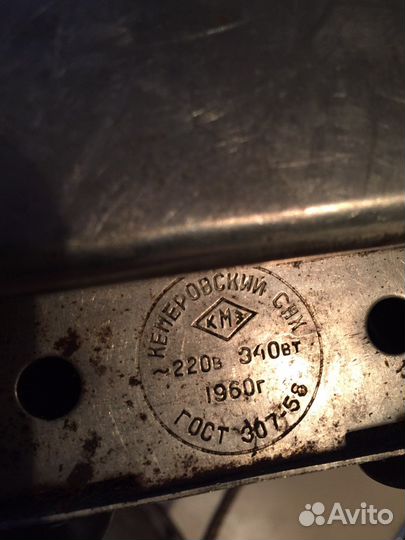 КЕМЕРОВСКИЙ СНХ
КМЗ
~220в 340вт
1960г
ГОСТ 307-58
Avito